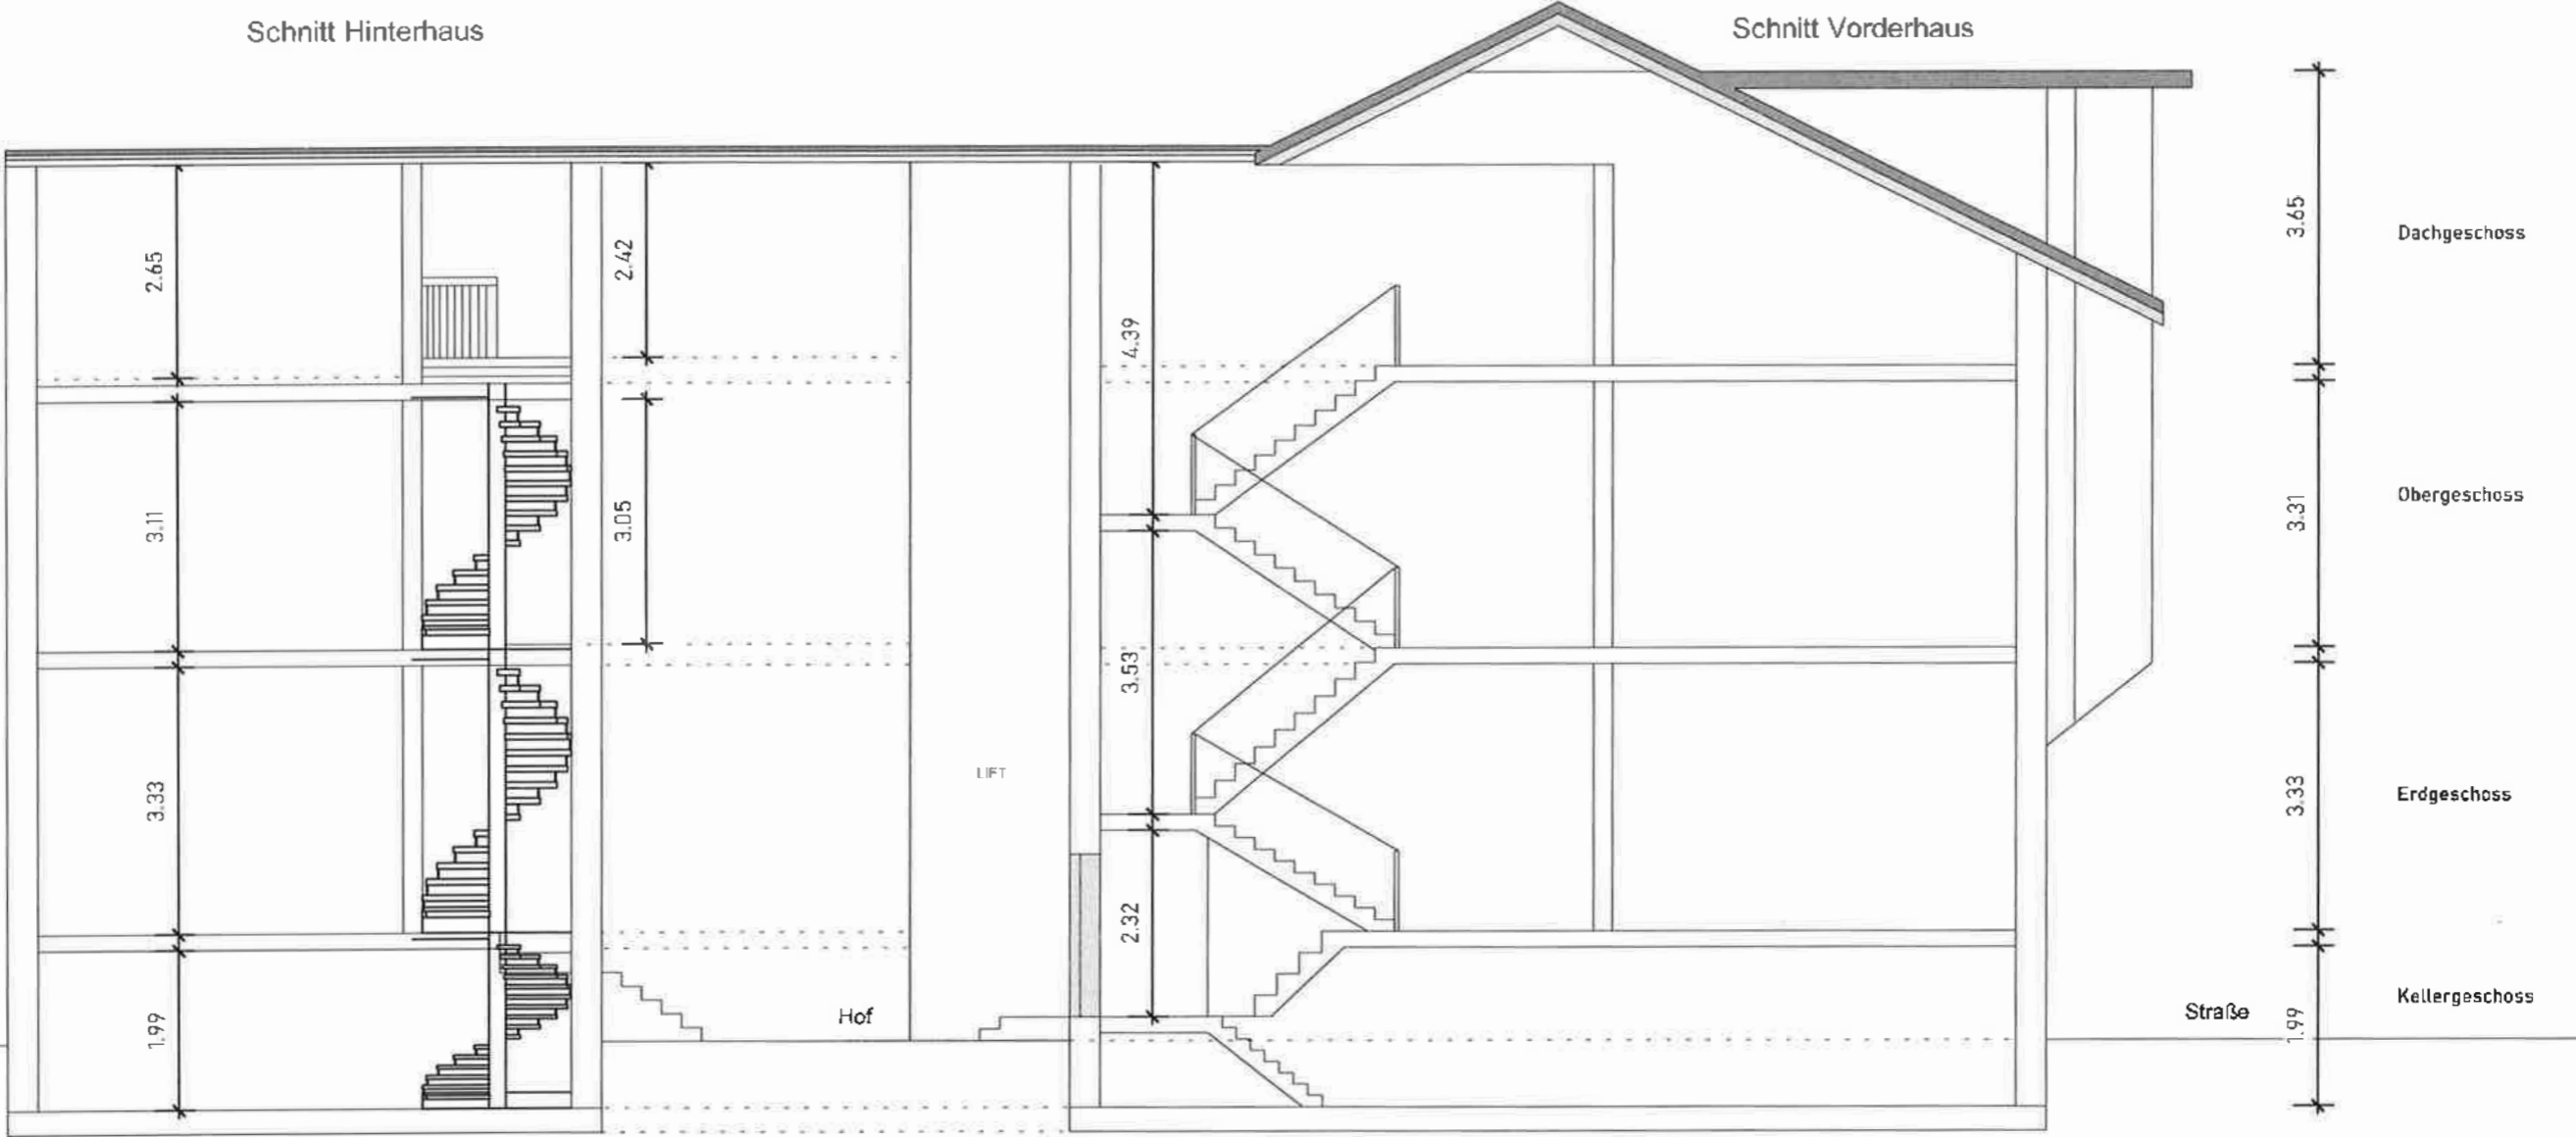 Schnitt Hinterhaus
Schnitt Vorderhaus
2.65
2.42
4.39
3.65
Dachgeschoss
3.11
3.05
3.31
Obergeschoss
3.53
LIFT
3.33
3.33
Erdgeschoss
2.32
1.99
Hof
Straße
1.99
Kellergeschoss